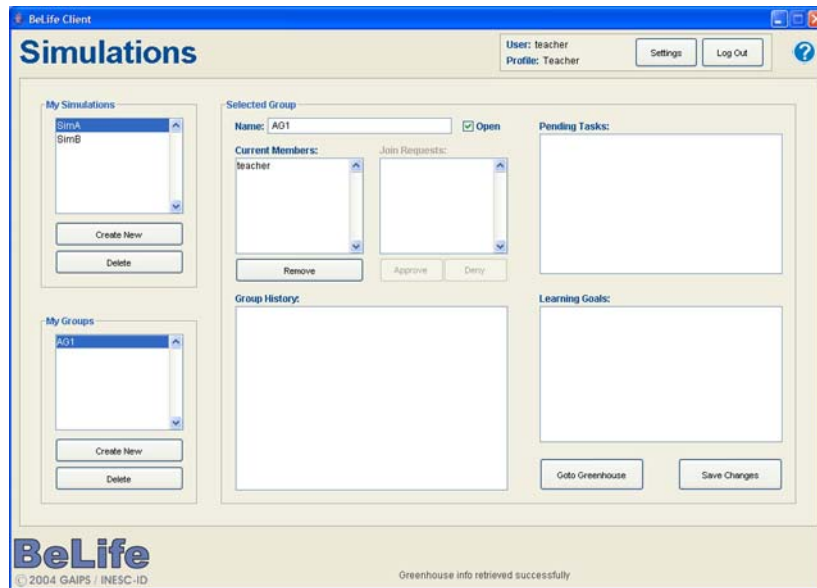 BeLife Client
Simulations
User: teacher
Profile: Teacher
Settings
Log Out
?
My Simulations
SimA
SimB
Create New
Delete
My Groups
AG1
Create New
Delete
Selected Group
Name: AG1
Open
Current Members:
teacher
Remove
Join Requests:
Approve
Deny
Pending Tasks:
Group History:
Learning Goals:
Goto Greenhouse
Save Changes
BeLife
© 2004 GAIPS / INESC-ID
Greenhouse info retrieved successfully